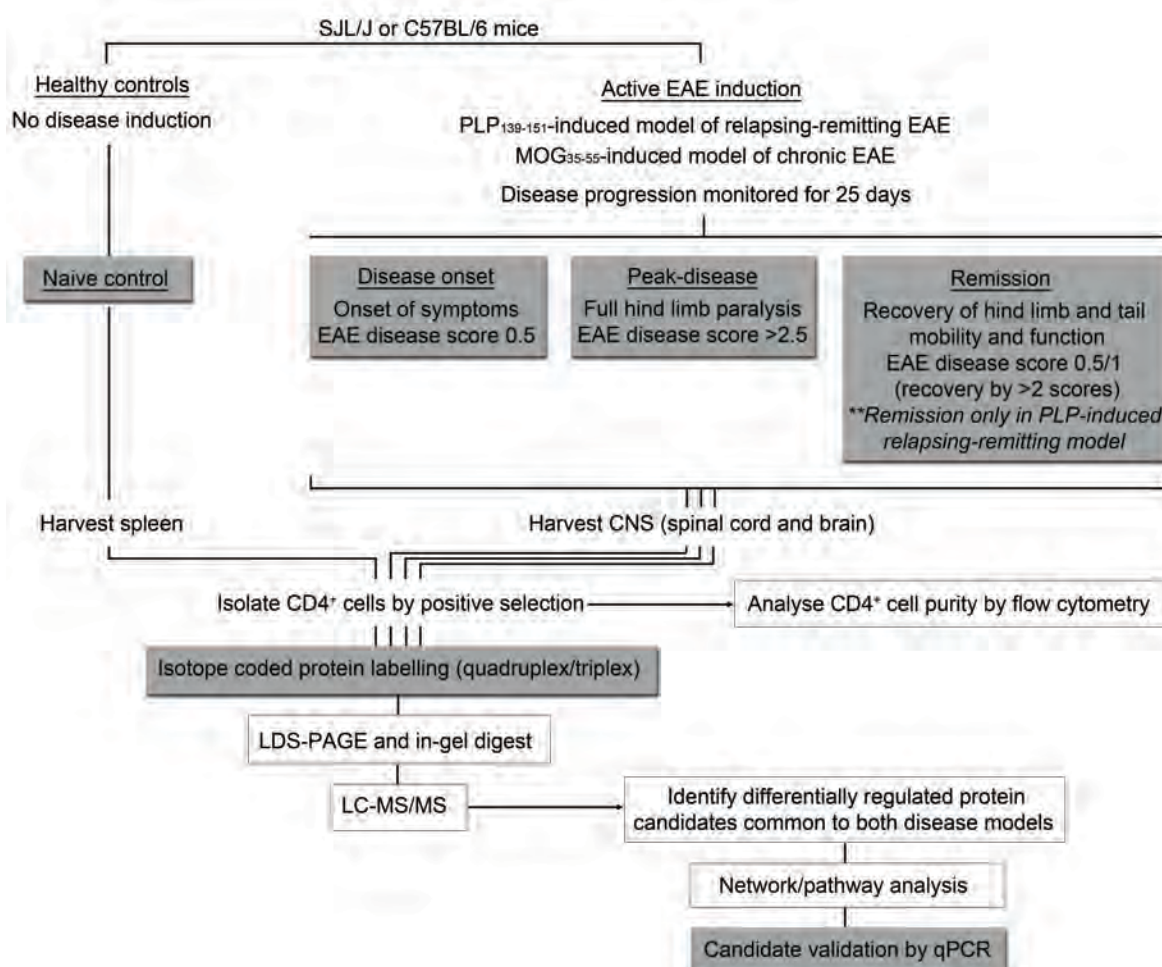 SJL/J or C57BL/6 mice
Healthy controls
No disease induction
Active EAE induction
PLP139-151-induced model of relapsing-remitting EAE
MOG35-55-induced model of chronic EAE
Disease progression monitored for 25 days
Naive control
Disease onset
Onset of symptoms
EAE disease score 0.5
Peak-disease
Full hind limb paralysis
EAE disease score >2.5
Remission
Recovery of hind limb and tail
mobility and function
EAE disease score 0.5/1
(recovery by >2 scores)
**Remission only in PLP-induced
relapsing-remitting model
Harvest spleen
Harvest CNS (spinal cord and brain)
Isolate CD4⁺ cells by positive selection
Analyse CD4⁺ cell purity by flow cytometry
Isotope coded protein labelling (quadruplex/triplex)
LDS-PAGE and in-gel digest
LC-MS/MS
Identify differentially regulated protein
candidates common to both disease models
Network/pathway analysis
Candidate validation by qPCR